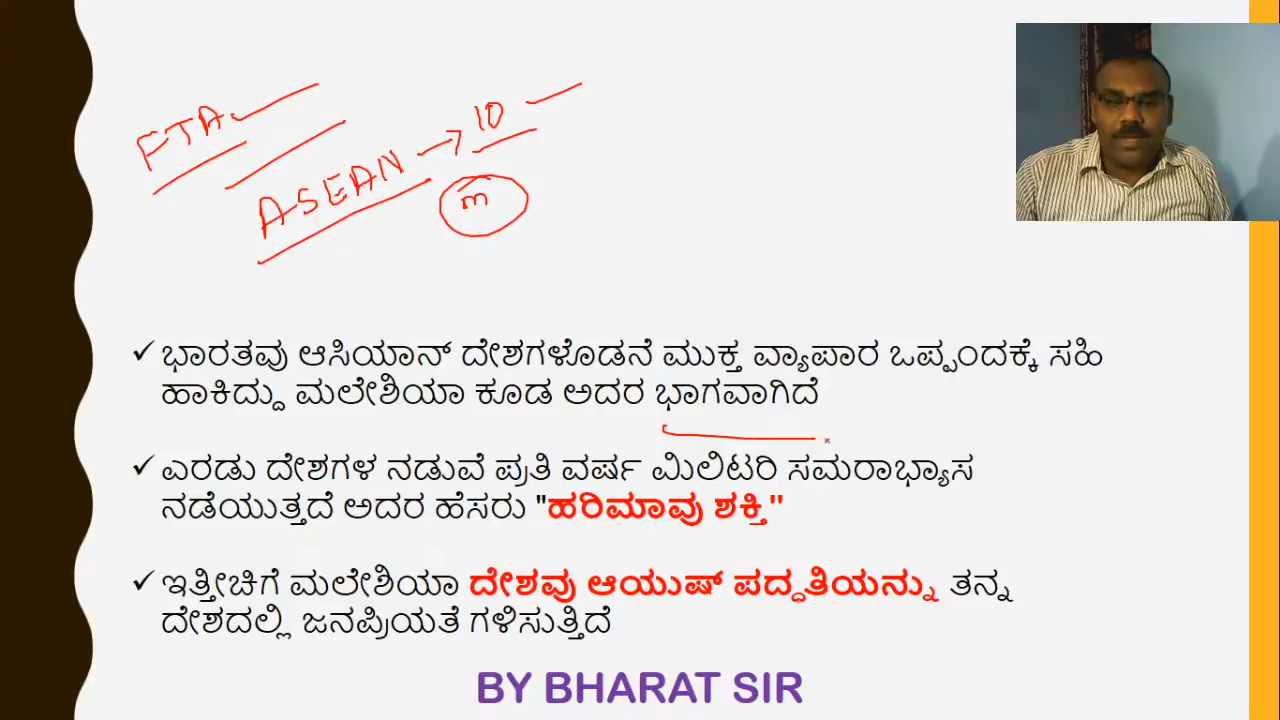 FTA
ASEAN → 10
m
ಭಾರತವು ಆಸಿಯಾನ್ ದೇಶಗಳೊಡನೆ ಮುಕ್ತ ವ್ಯಾಪಾರ ಒಪ್ಪಂದಕ್ಕೆ ಸಹಿ
ಹಾಕಿದ್ದು ಮಲೇಶಿಯಾ ಕೂಡ ಅದರ ಭಾಗವಾಗಿದೆ
ಎರಡು ದೇಶಗಳ ನಡುವೆ ಪ್ರತಿ ವರ್ಷ ಮಿಲಿಟರಿ ಸಮರಾಭ್ಯಾಸ
ನಡೆಯುತ್ತದೆ ಅದರ ಹೆಸರು "ಹರಿಮಾವು ಶಕ್ತಿ"
ಇತ್ತೀಚಿಗೆ ಮಲೇಶಿಯಾ ದೇಶವು ಆಯುಷ್ ಪದ್ದತಿಯನ್ನು ತನ್ನ
ದೇಶದಲ್ಲಿ ಜನಪ್ರಿಯತೆ ಗಳಿಸುತ್ತಿದೆ
BY BHARAT SIR